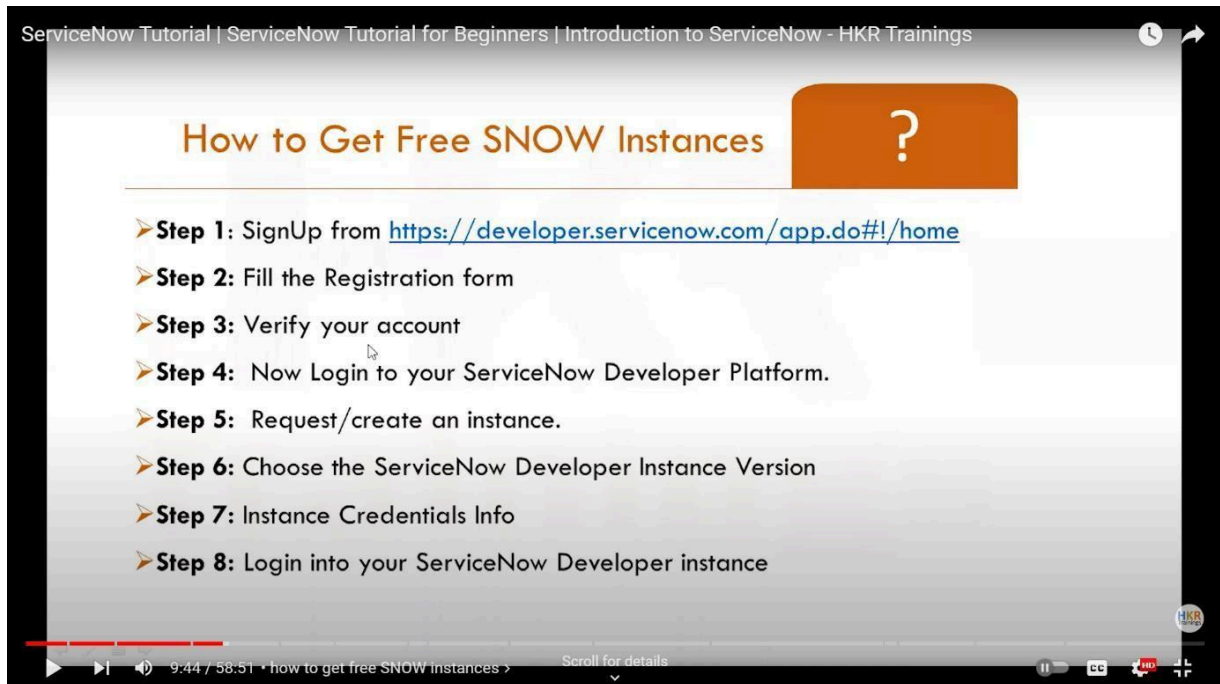 ServiceNow Tutorial | ServiceNow Tutorial for Beginners | Introduction to ServiceNow - HKR Trainings
How to Get Free SNOW Instances
?
Step 1: SignUp from https://developer.servicenow.com/app.do#!/home
Step 2: Fill the Registration form
Step 3: Verify your account
Step 4: Now Login to your ServiceNow Developer Platform.
Step 5: Request/create an instance.
Step 6: Choose the ServiceNow Developer Instance Version
Step 7: Instance Credentials Info
Step 8: Login into your ServiceNow Developer instance
HKR
Trainings
9:44 / 58:51 • how to get free SNOW instances >
Scroll for details
CC
HD